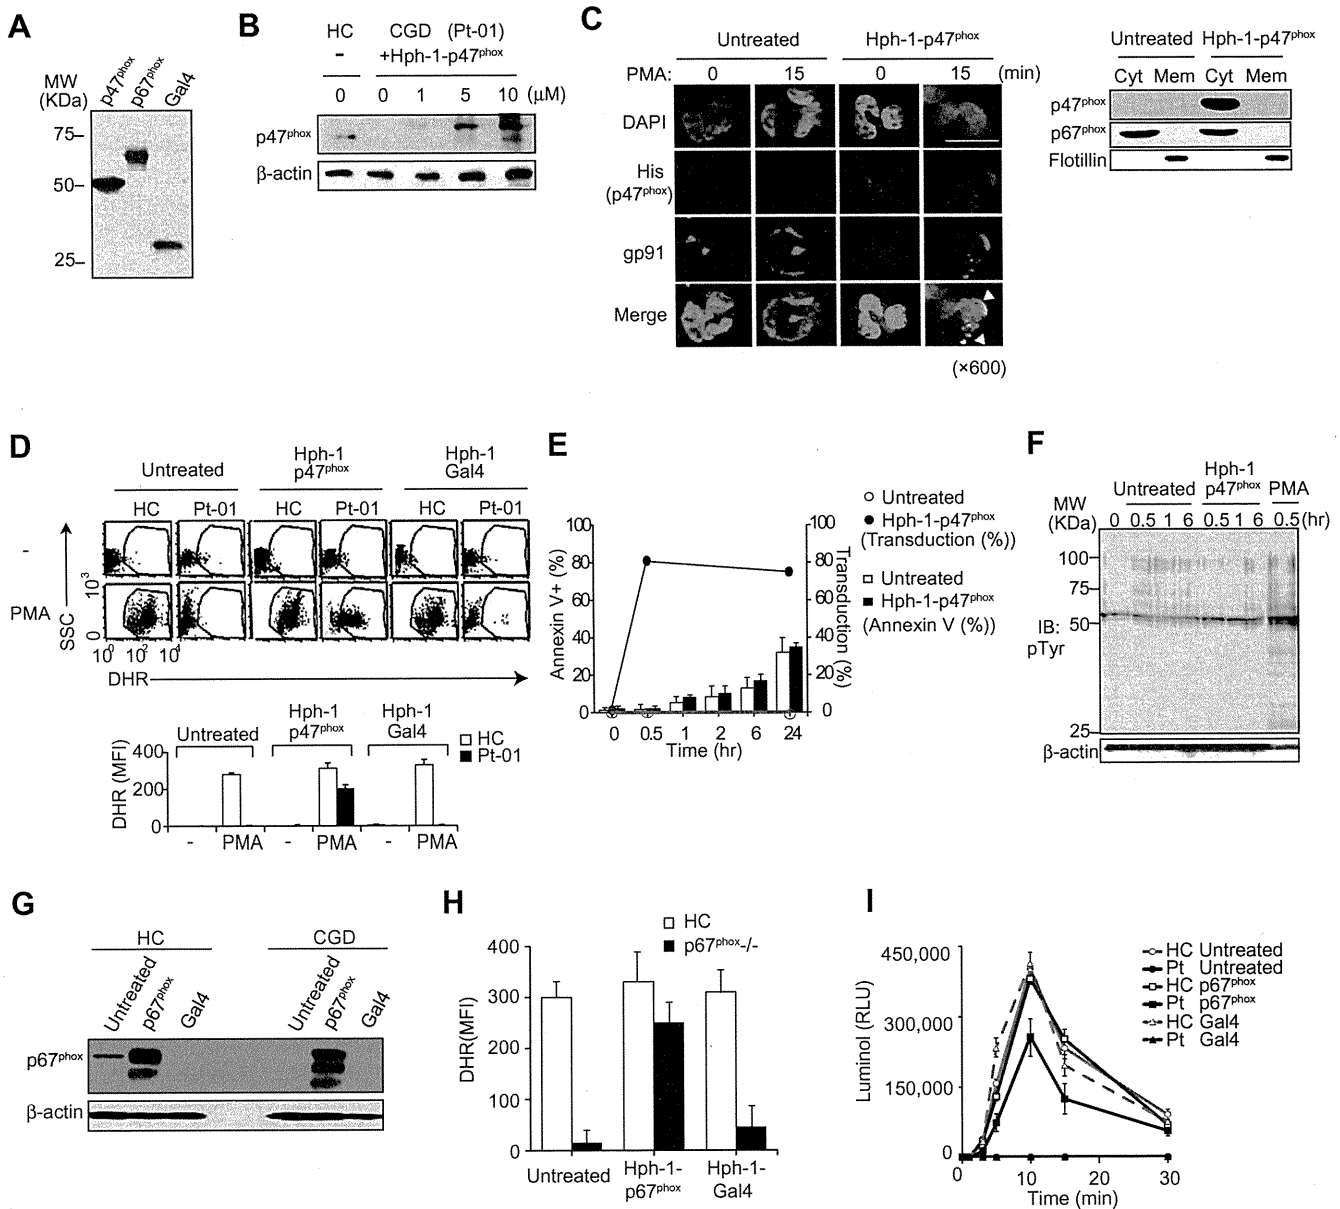 A
MW
(KDa)
p47phox
p67phox
Gal4
75
50
25
B
HC CGD (Pt-01)
- +Hph-1-p47phox
0 0 1 5 10 (μM)
p47phox
β-actin
C
Untreated Hph-1-p47phox
PMA: 0 15 0 15 (min)
DAPI
His
(p47phox)
gp91
Merge
(×600)
Untreated Hph-1-p47phox
Cyt Mem Cyt Mem
p47phox
p67phox
Flotillin
D
Untreated
Hph-1
p47phox
Hph-1
Gal4
HC Pt-01 HC Pt-01 HC Pt-01
-
PMA
SSC
10³
0
10⁰ 10² 10⁴
DHR
Untreated
Hph-1
p47phox
Hph-1
Gal4
HC
Pt-01
DHR (MFI)
400
200
0
- PMA - PMA - PMA
E
Annexin V+ (%)
100
80
60
40
20
0
Transduction (%)
100
80
60
40
20
0
0 0.5 1 2 6 24
Time (hr)
Untreated
Hph-1-p47phox
(Transduction (%))
Untreated
Hph-1-p47phox
(Annexin V (%))
F
MW
(KDa)
Untreated
Hph-1
p47phox
PMA
0 0.5 1 6 0.5 1 6 0.5 (hr)
100
75
50
25
IB:
pTyr
β-actin
G
HC CGD
Untreated
p67phox
Gal4
Untreated
p67phox
Gal4
p67phox
β-actin
H
HC
p67phox-/-
DHR(MFI)
400
300
200
100
0
Untreated
Hph-1-
p67phox
Hph-1-
Gal4
I
Luminol (RLU)
450,000
300,000
150,000
0
0 10 20 30
Time (min)
HC Untreated
Pt Untreated
HC p67phox
Pt p67phox
HC Gal4
Pt Gal4